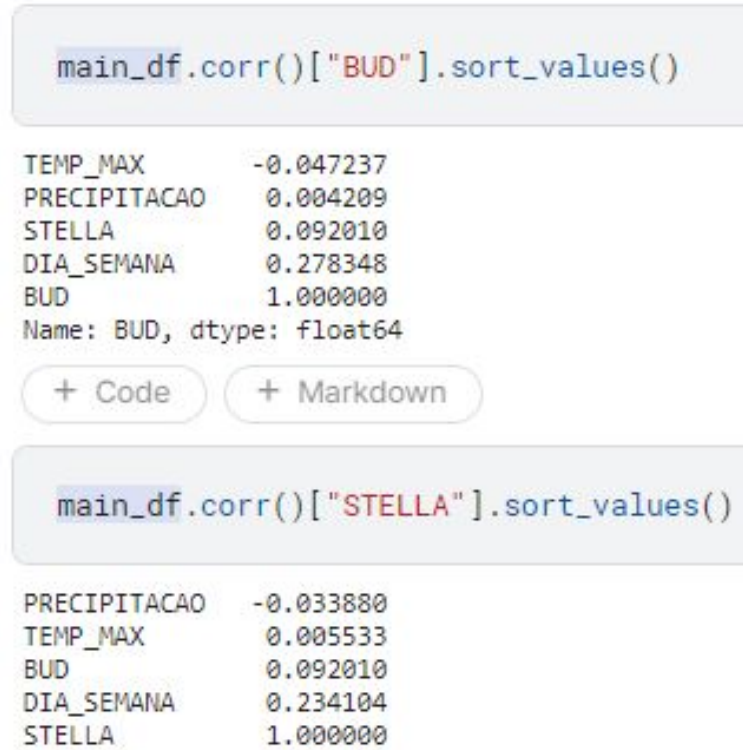 main_df.corr()["BUD"].sort_values()
TEMP_MAX -0.047237
PRECIPITACAO 0.004209
STELLA 0.092010
DIA_SEMANA 0.278348
BUD 1.000000
Name: BUD, dtype: float64
+ Code + Markdown
main_df.corr()["STELLA"].sort_values()
PRECIPITACAO -0.033880
TEMP_MAX 0.005533
BUD 0.092010
DIA_SEMANA 0.234104
STELLA 1.000000